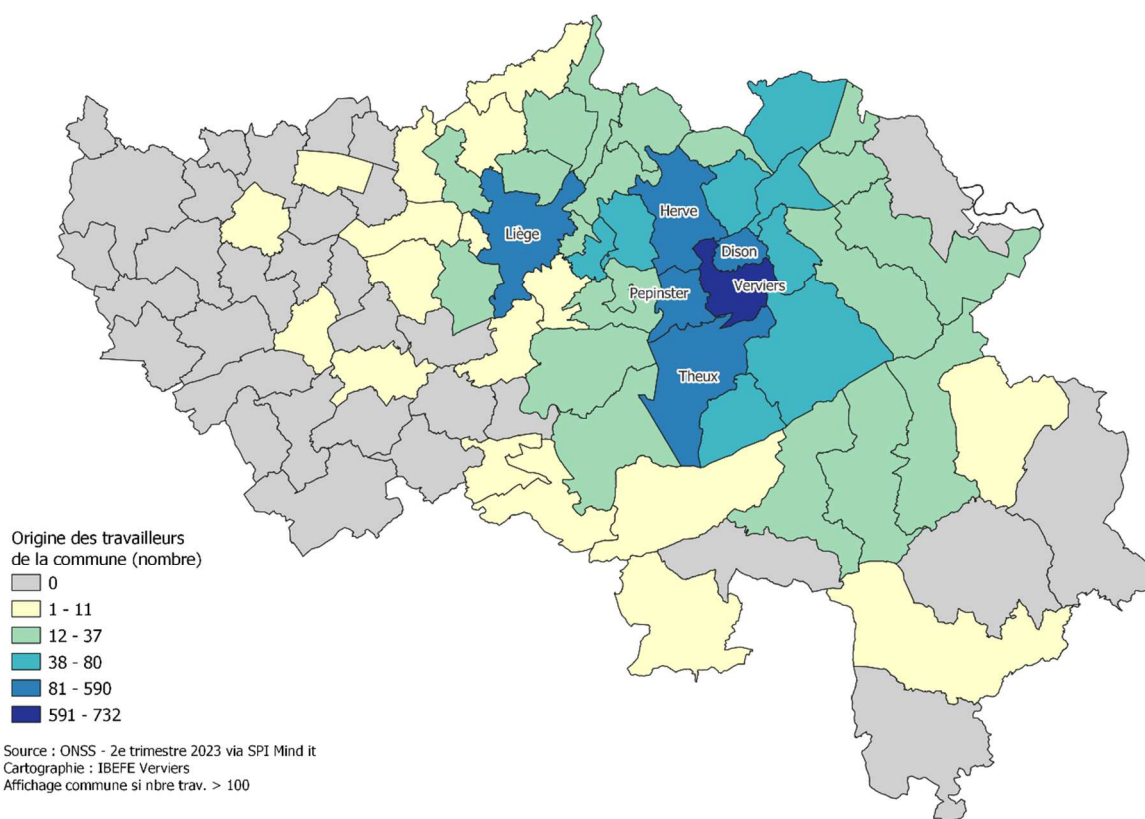 Herve
Liège
Dison
Pepinster
Verviers
Theux
Origine des travailleurs
de la commune (nombre)
0
1 - 11
12 - 37
38 - 80
81 - 590
591 - 732
Source : ONSS - 2e trimestre 2023 via SPI Mind it
Cartographie : IBEFE Verviers
Affichage commune si nbre trav. > 100